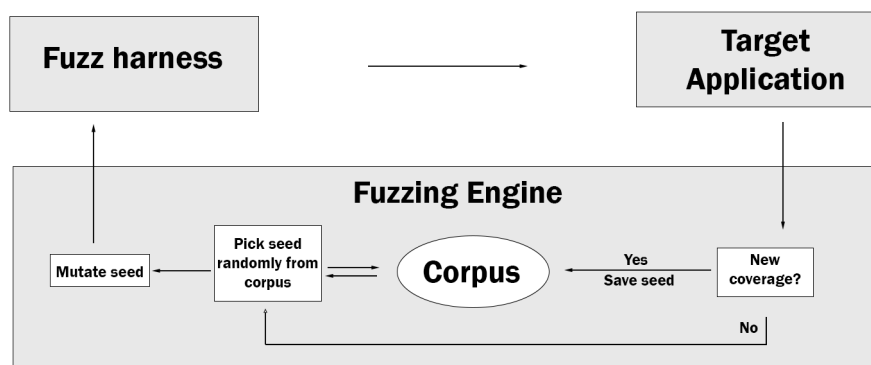 Fuzz harness
Target
Application
Fuzzing Engine
Mutate seed
Pick seed
randomly from
corpus
Corpus
Yes
Save seed
New
coverage?
No